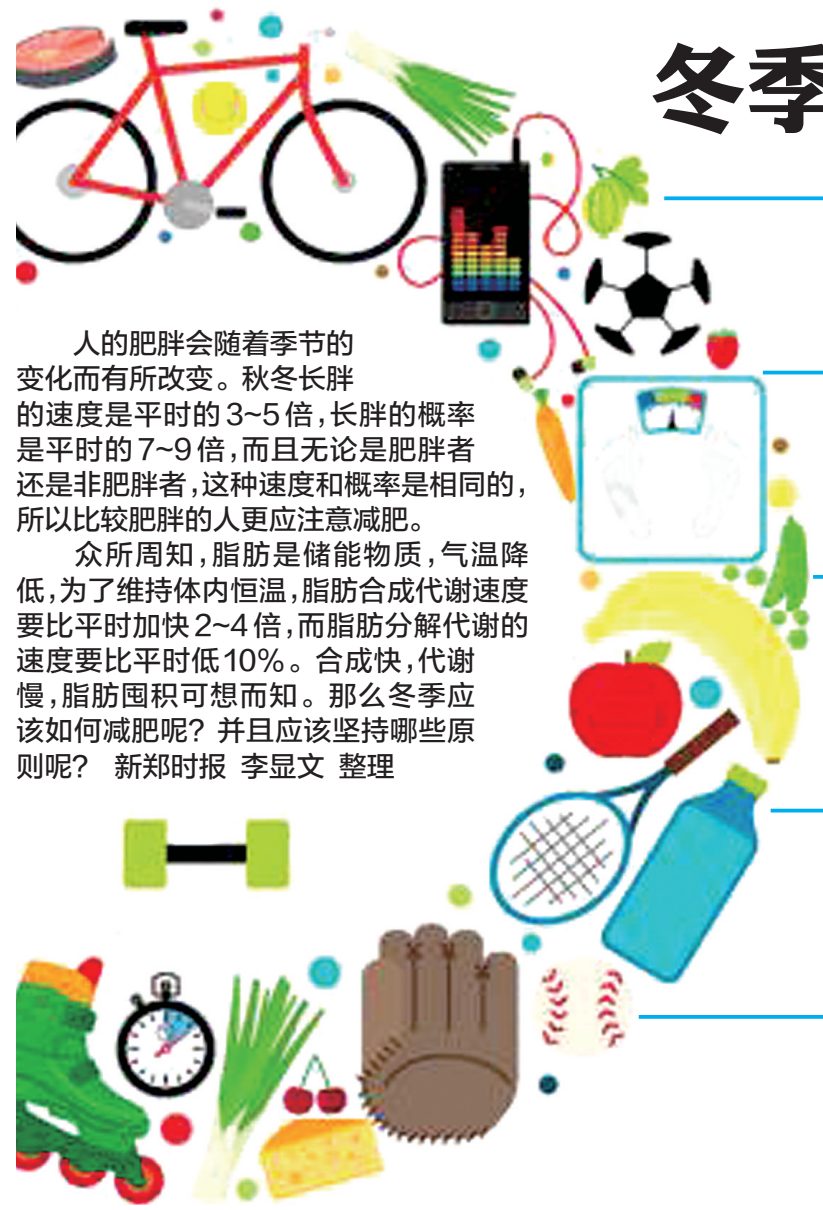 冬季
人的肥胖会随着季节的
变化而有所改变。秋冬长胖
的速度是平时的3~5倍,长胖的概率
是平时的7~9倍,而且无论是肥胖者
还是非肥胖者,这种速度和概率是相同的,
所以比较肥胖的人更应注意减肥。
众所周知,脂肪是储能物质,气温降
低,为了维持体内恒温,脂肪合成代谢速度
要比平时加快2~4倍,而脂肪分解代谢的
速度要比平时低10%。合成快,代谢
慢,脂肪囤积可想而知。那么冬季应
该如何减肥呢?并且应该坚持哪些原
则呢? 新郑时报 李显文 整理